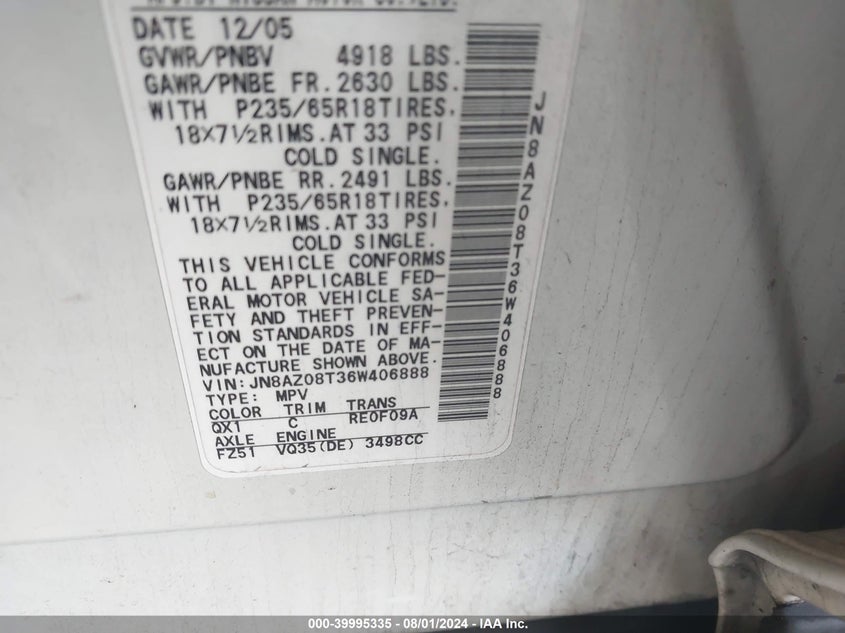 DATE 12/05
GVWR/PNBV 4918 LBS.
GAWR/PNBE FR. 2630 LBS.
WITH P235/65R18TIRES,
18X7½RIMS.AT 33 PSI
COLD SINGLE.
GAWR/PNBE RR. 2491 LBS.
WITH P235/65R18TIRES,
18X7½RIMS.AT 33 PSI
COLD SINGLE.
THIS VEHICLE CONFORMS
TO ALL APPLICABLE FED-
ERAL MOTOR VEHICLE SA-
FETY AND THEFT PREVEN-
TION STANDARDS IN EFF-
ECT ON THE DATE OF MA-
NUFACTURE SHOWN ABOVE.
VIN:JN8AZ08T36W406888
TYPE: MPV
COLOR TRIM TRANS
QX1 C RE0F09A
AXLE ENGINE
FZ51 VQ35(DE) 3498CC
JN8AZ08T36W406888
000-39995335 - 08/01/2024 - IAA Inc.